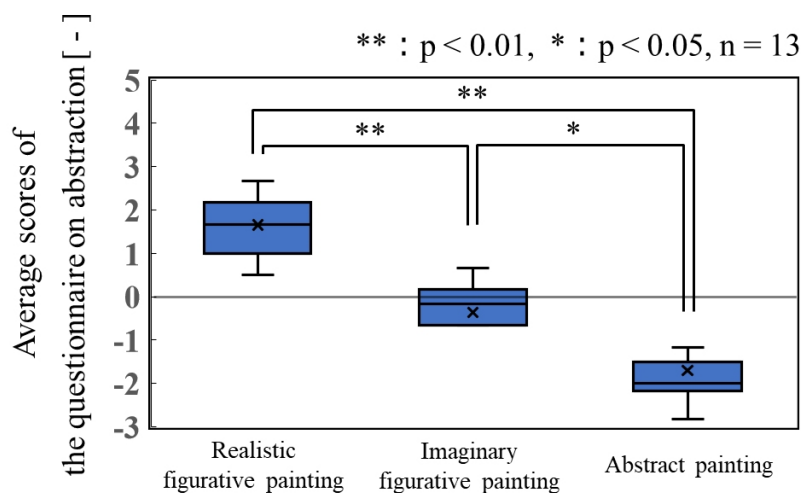 ** : p < 0.01, * : p < 0.05, n = 13
Average scores of
the questionnaire on abstraction [ - ]
5
4
3
2
1
0
-1
-2
-3
**
**
*
Realistic
figurative painting
Imaginary
figurative painting
Abstract painting